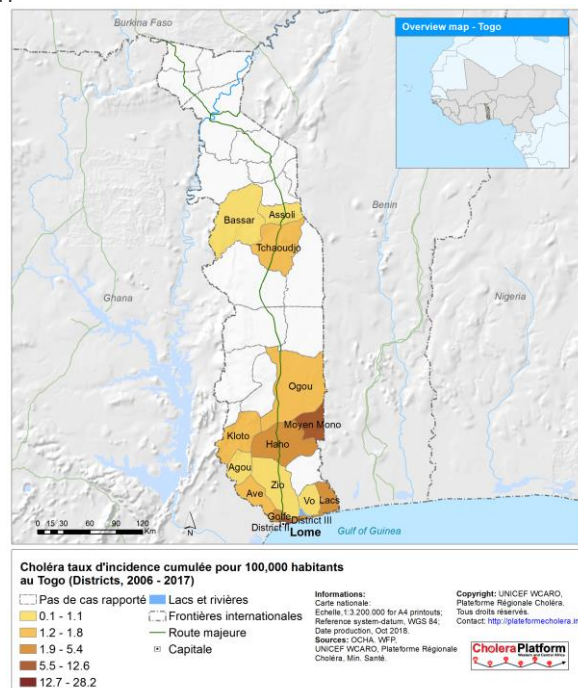 Burkina Faso
Overview map - Togo
Bassar
Assoli
Tchaoudjo
Benin
Ghana
Nigeria
Ogou
Moyen Mono
Kloto
Haho
Agou
Zio
Ave
Vo
Lacs
Golfe
District III
District II
Lome
Gulf of Guinea
0 15 30 60 90 120
Km
N
Choléra taux d'incidence cumulée pour 100,000 habitants
au Togo (Districts, 2006 - 2017)
Pas de cas rapporté
Lacs et rivières
0.1 - 1.1
Frontières internationales
1.2 - 1.8
Route majeure
1.9 - 5.4
Capitale
5.5 - 12.6
12.7 - 28.2
Informations:
Carte nationale:
Echelle,1:3.200.000 for A4 printouts;
Reference system-datum, WGS 84;
Date production, Oct 2018.
Sources: OCHA. WFP,
UNICEF WCARO, Plateforme Régionale
Choléra, Min. Santé.
Copyright: UNICEF WCARO,
Plateforme Régionale Choléra.
Tous droits réservés.
Contact: http://plateformecholera.in
CholeraPlatform
Western and Central Africa